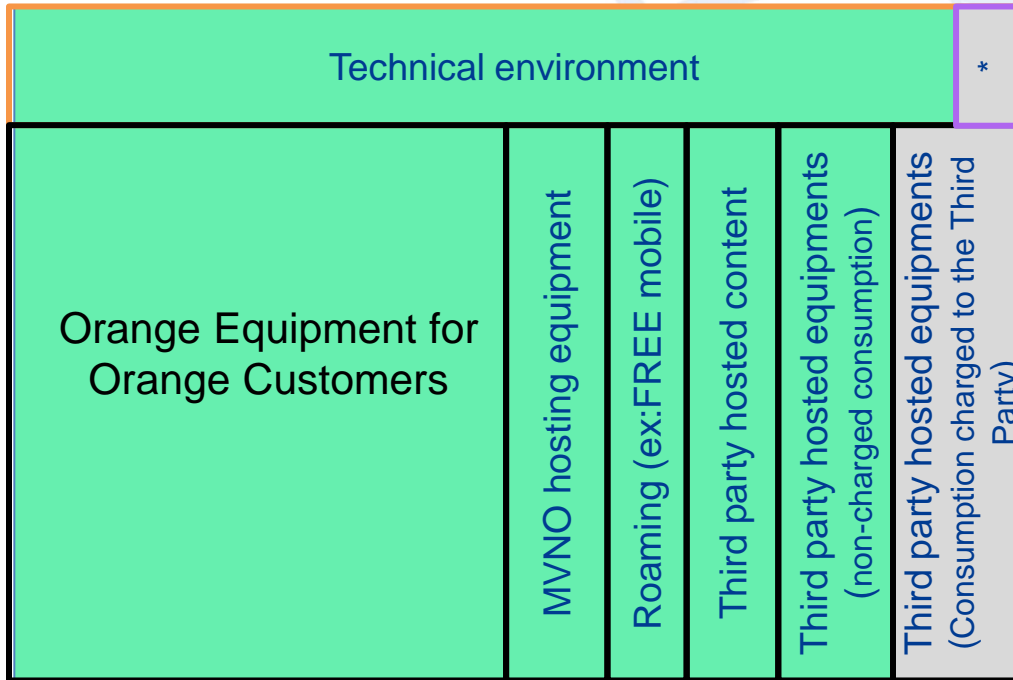 Technical environment
*
Orange Equipment for
Orange Customers
MVNO hosting equipment
Roaming (ex:FREE mobile)
Third party hosted content
Third party hosted equipments
(non-charged consumption)
Third party hosted equipments
(Consumption charged to the Third
Party)